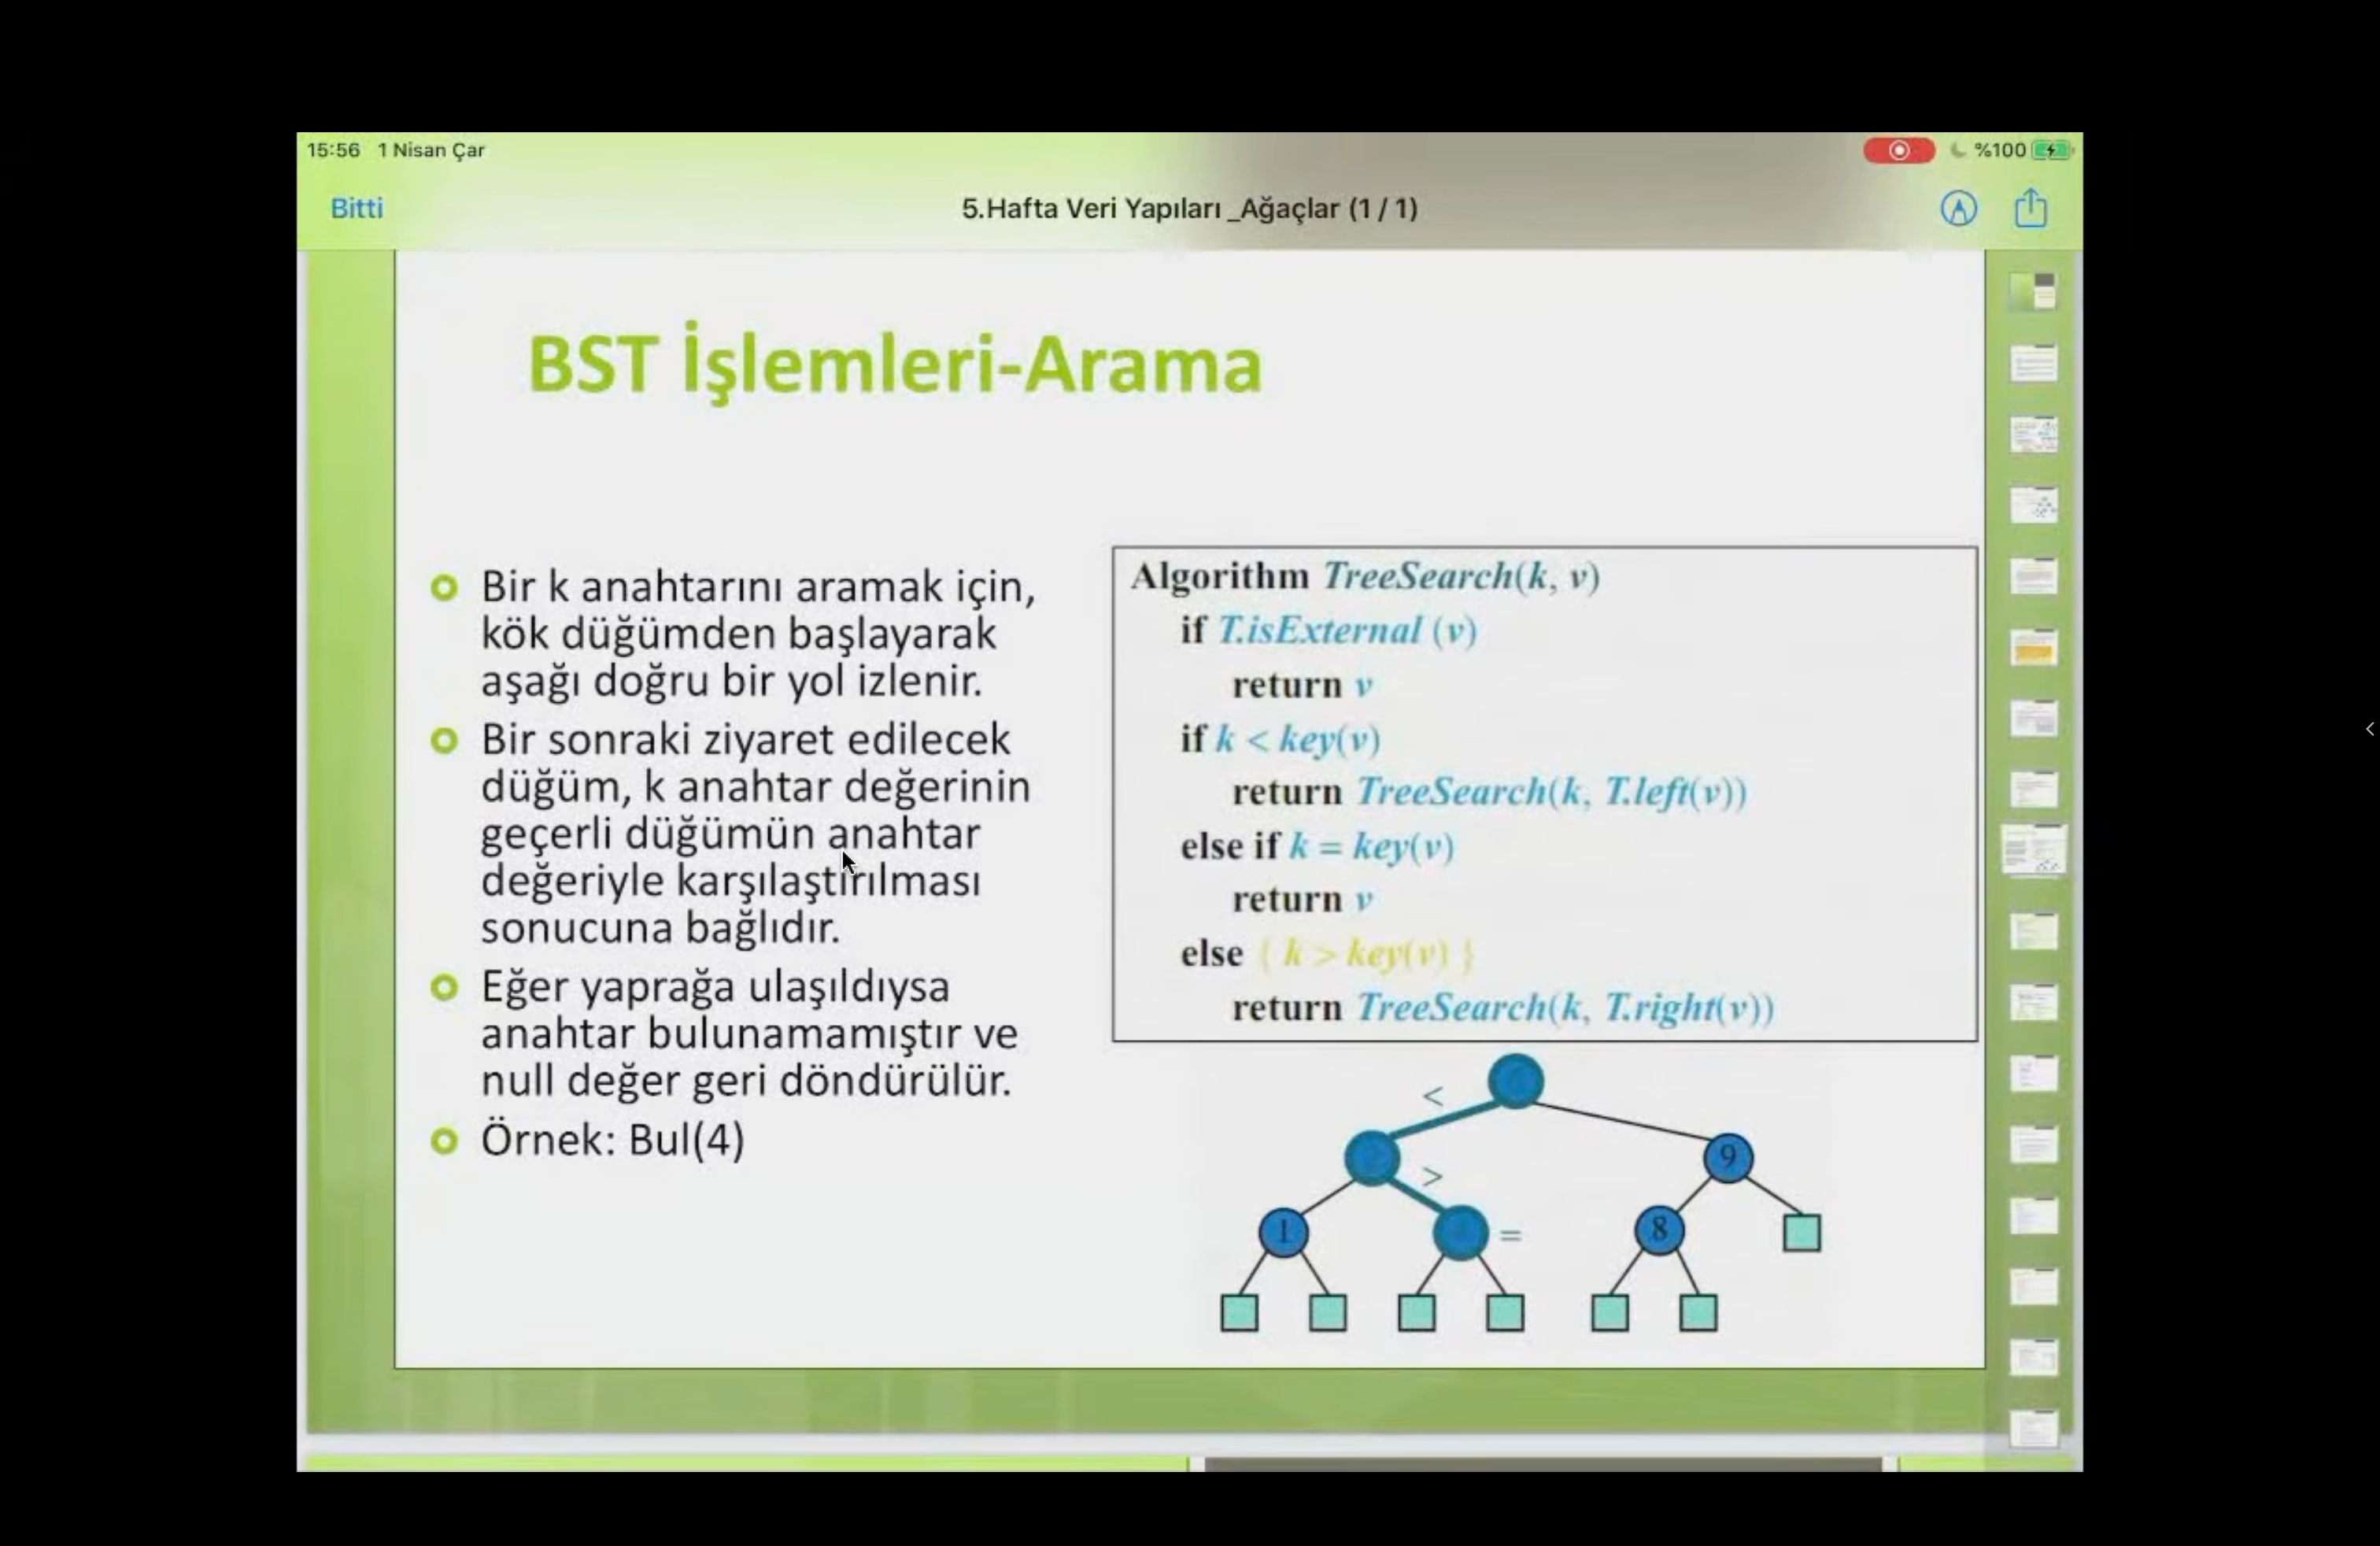 15:56 1 Nisan Çar
%100
Bitti
5.Hafta Veri Yapıları _Ağaçlar (1 / 1)
BST İşlemleri-Arama
Bir k anahtarını aramak için,
kök düğümden başlayarak
aşağı doğru bir yol izlenir.
Bir sonraki ziyaret edilecek
düğüm, k anahtar değerinin
geçerli düğümün anahtar
değeriyle karşılaştırılması
sonucuna bağlıdır.
Eğer yaprağa ulaşıldıysa
anahtar bulunamamıştır ve
null değer geri döndürülür.
Örnek: Bul(4)
Algorithm TreeSearch(k, v)
if T.isExternal (v)
return v
if k < key(v)
return TreeSearch(k, T.left(v))
else if k = key(v)
return v
else { k > key(v) }
return TreeSearch(k, T.right(v))
<
>
9
1
=
8